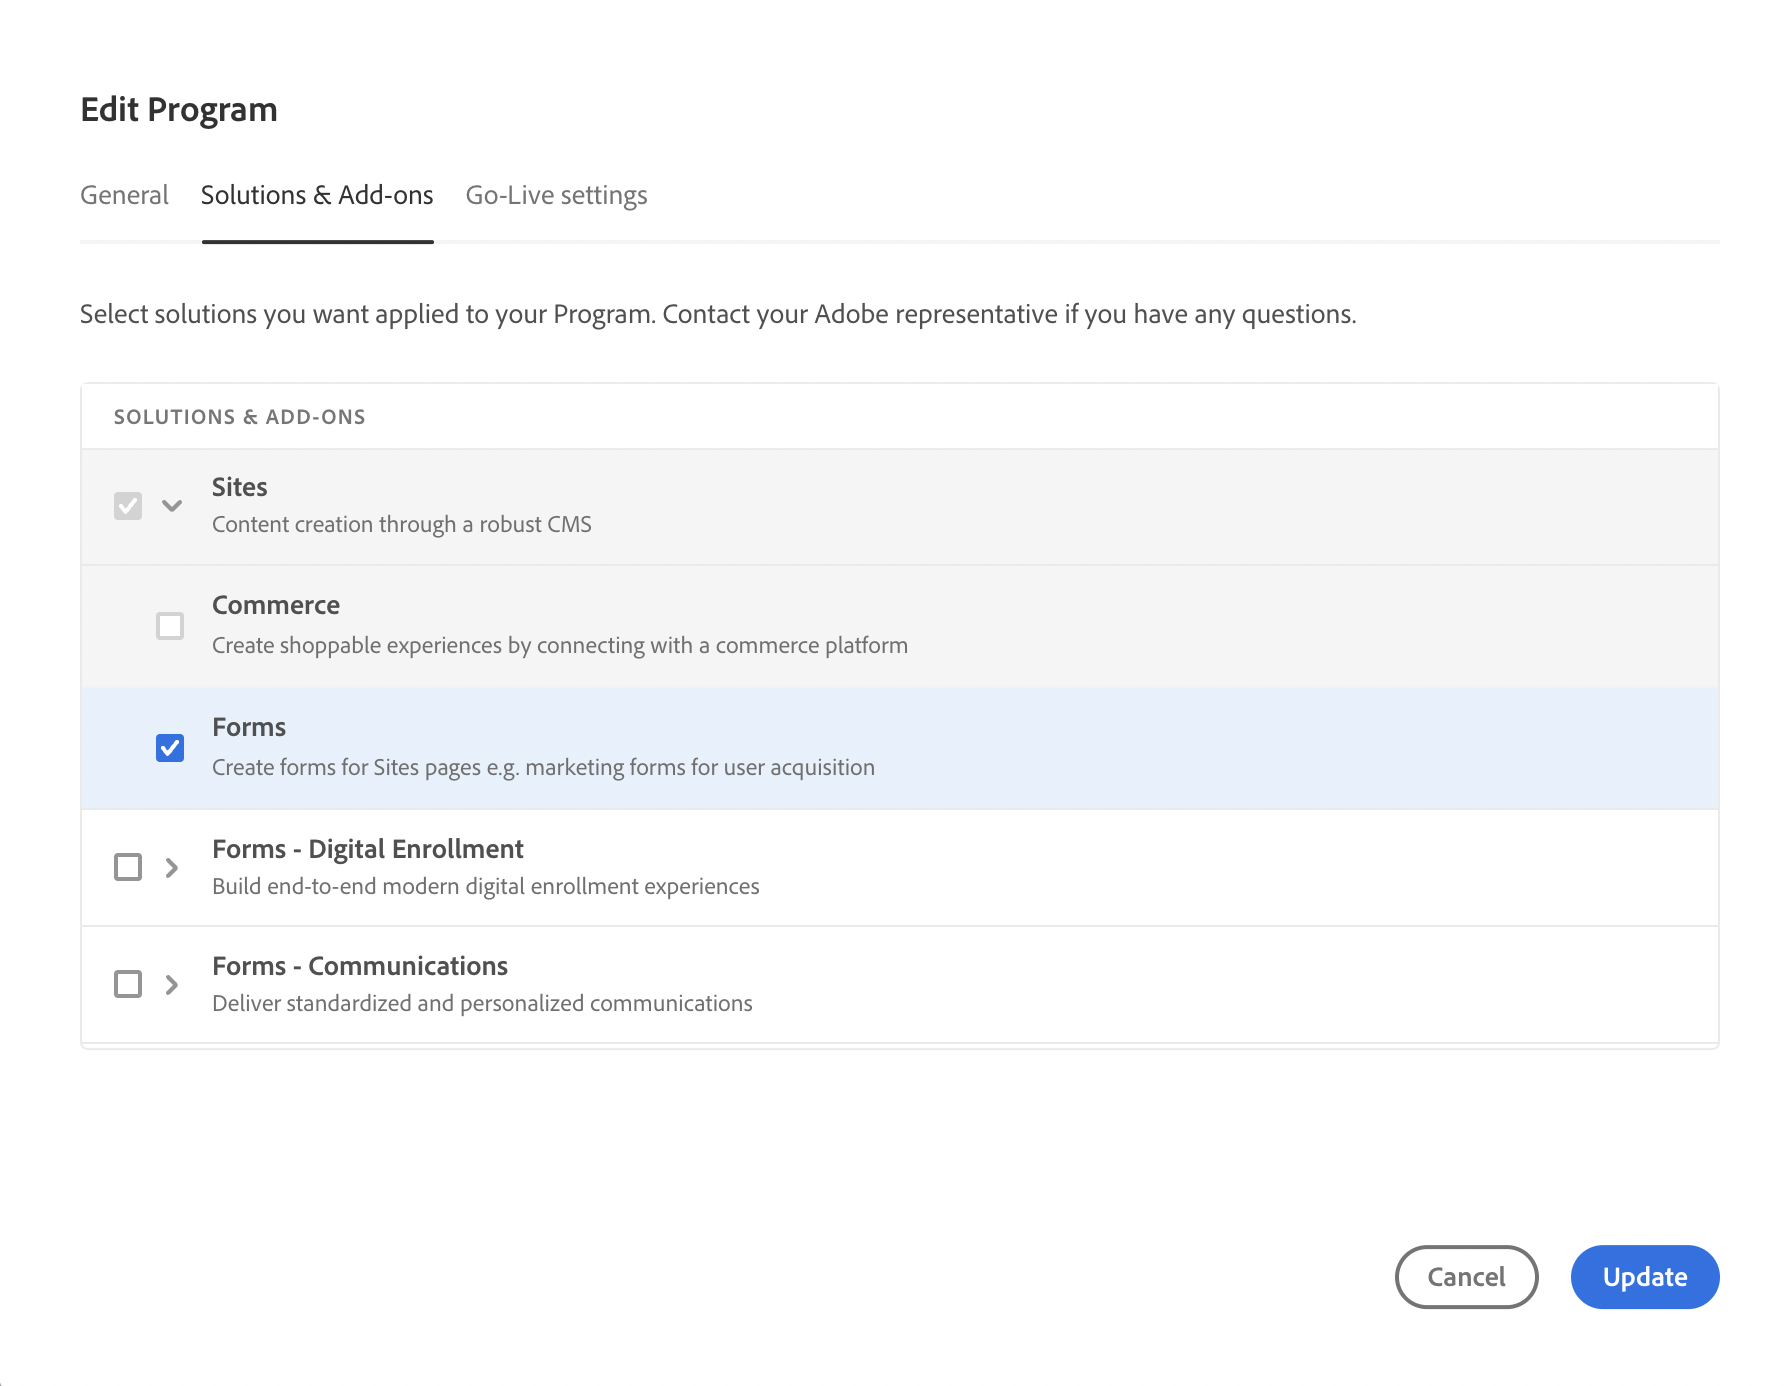 Edit Program
General Solutions & Add-ons Go-Live settings
Select solutions you want applied to your Program. Contact your Adobe representative if you have any questions.
SOLUTIONS & ADD-ONS
Sites
Content creation through a robust CMS
Commerce
Create shoppable experiences by connecting with a commerce platform
Forms
Create forms for Sites pages e.g. marketing forms for user acquisition
Forms - Digital Enrollment
Build end-to-end modern digital enrollment experiences
Forms - Communications
Deliver standardized and personalized communications
Cancel Update